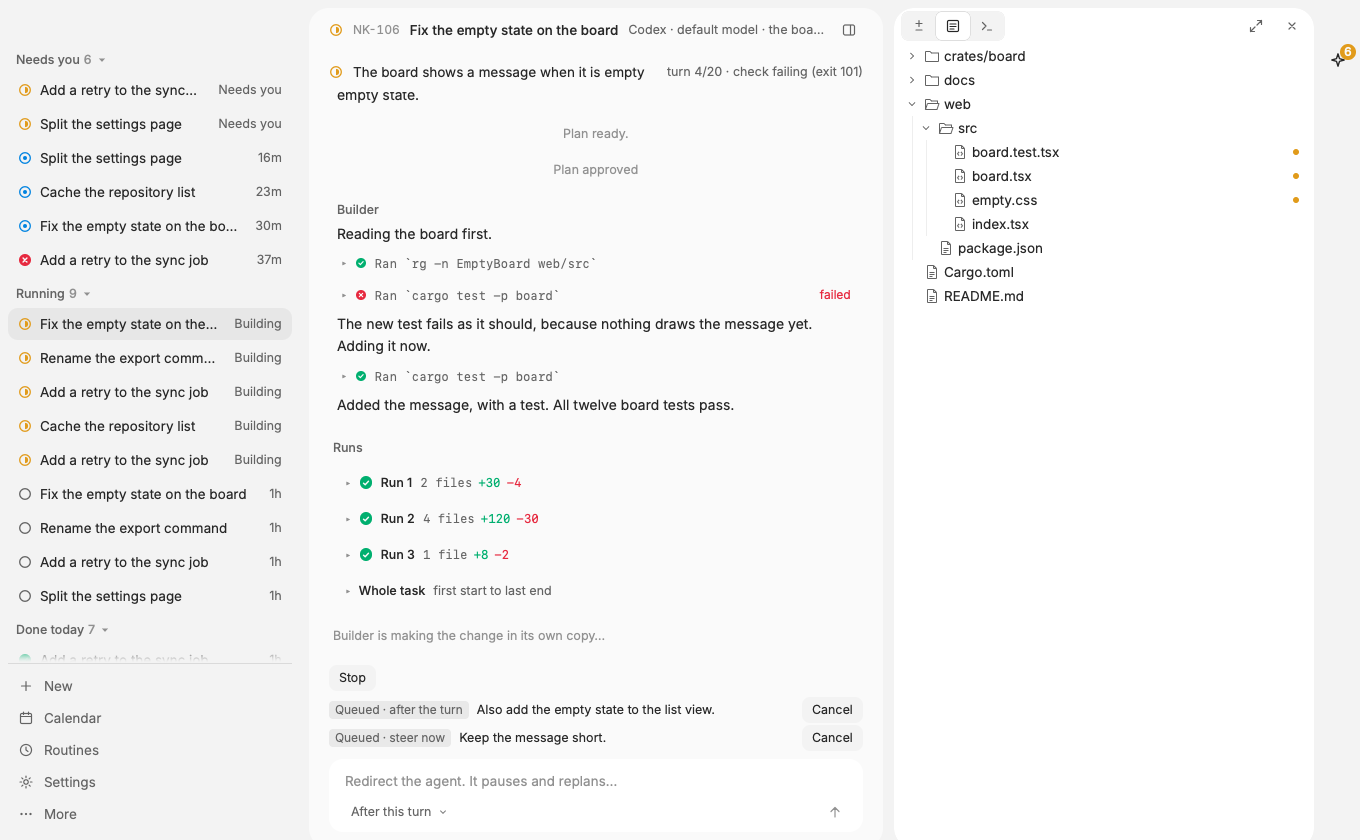 Needs you 6
Add a retry to the sync... Needs you
Split the settings page Needs you
Split the settings page 16m
Cache the repository list 23m
Fix the empty state on the bo... 30m
Add a retry to the sync job 37m
Running 9
Fix the empty state on the... Building
Rename the export comm... Building
Add a retry to the sync job Building
Cache the repository list Building
Add a retry to the sync job Building
Fix the empty state on the board 1h
Rename the export command 1h
Add a retry to the sync job 1h
Split the settings page 1h
Done today 7
Add a retry to the sync job 1h
New
Calendar
Routines
Settings
More
NK-106 Fix the empty state on the board Codex · default model · the boa...
The board shows a message when it is empty turn 4/20 · check failing (exit 101)
empty state.
Plan ready.
Plan approved
Builder
Reading the board first.
Ran `rg -n EmptyBoard web/src`
Ran `cargo test -p board` failed
The new test fails as it should, because nothing draws the message yet.
Adding it now.
Ran `cargo test -p board`
Added the message, with a test. All twelve board tests pass.
Runs
Run 1 2 files +30 −4
Run 2 4 files +120 −30
Run 3 1 file +8 −2
Whole task first start to last end
Builder is making the change in its own copy...
Stop
Queued · after the turn Also add the empty state to the list view. Cancel
Queued · steer now Keep the message short. Cancel
Redirect the agent. It pauses and replans...
After this turn
crates/board
docs
web
src
board.test.tsx
board.tsx
empty.css
index.tsx
package.json
Cargo.toml
README.md
6